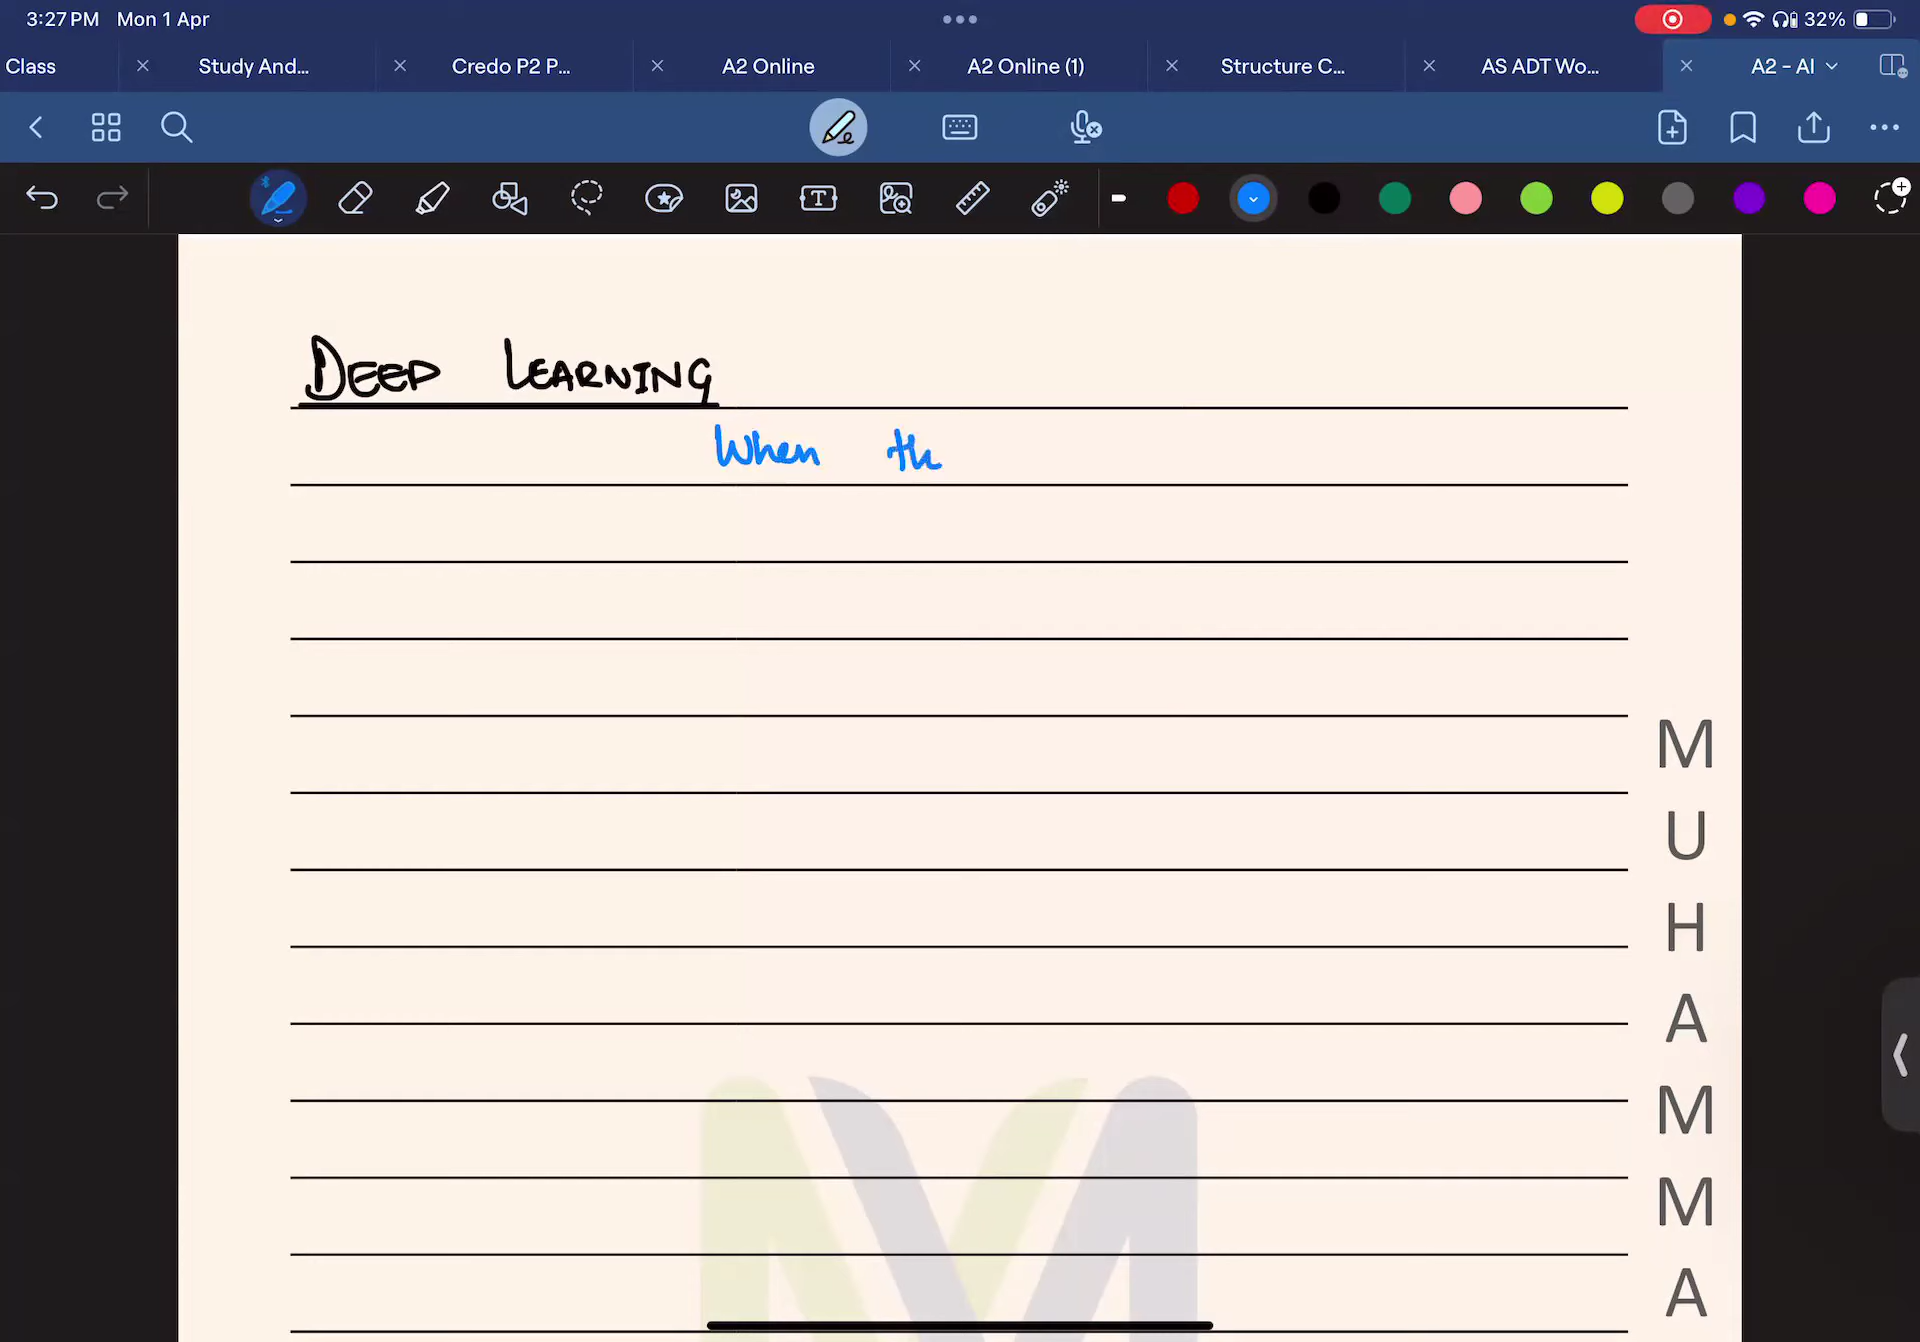 3:27 PM Mon 1 Apr 32%
Class Study And... Credo P2 P... A2 Online A2 Online (1) Structure C... AS ADT Wo... A2 - AI
DEEP LEARNING
When th
M
U
H
A
M
M
A